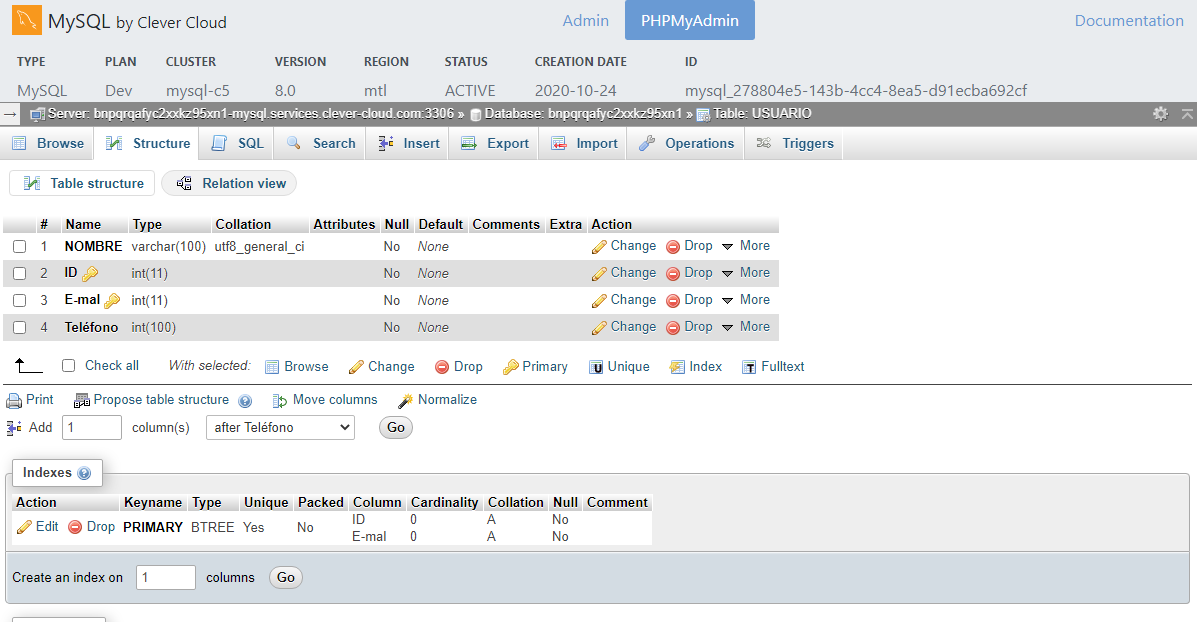 MySQL by Clever Cloud Admin PHPMyAdmin Documentation
TYPE PLAN CLUSTER VERSION REGION STATUS CREATION DATE ID
MySQL Dev mysql-c5 8.0 mtl ACTIVE 2020-10-24 mysql_278804e5-143b-4cc4-8ea5-d91ecba692cf
Server: bnpqrqafyc2xxkz95xn1-mysql.services.clever-cloud.com:3306 » Database: bnpqrqafyc2xxkz95xn1 » Table: USUARIO
Browse Structure SQL Search Insert Export Import Operations Triggers
Table structure Relation view
# Name Type Collation Attributes Null Default Comments Extra Action
1 NOMBRE varchar(100) utf8_general_ci No None Change Drop More
2 ID int(11) No None Change Drop More
3 E-mal int(11) No None Change Drop More
4 Teléfono int(100) No None Change Drop More
Check all With selected: Browse Change Drop Primary Unique Index Fulltext
Print Propose table structure Move columns Normalize
Add 1 column(s) after Teléfono Go
Indexes
Action Keyname Type Unique Packed Column Cardinality Collation Null Comment
Edit Drop PRIMARY BTREE Yes No ID 0 A No
E-mal 0 A No
Create an index on 1 columns Go